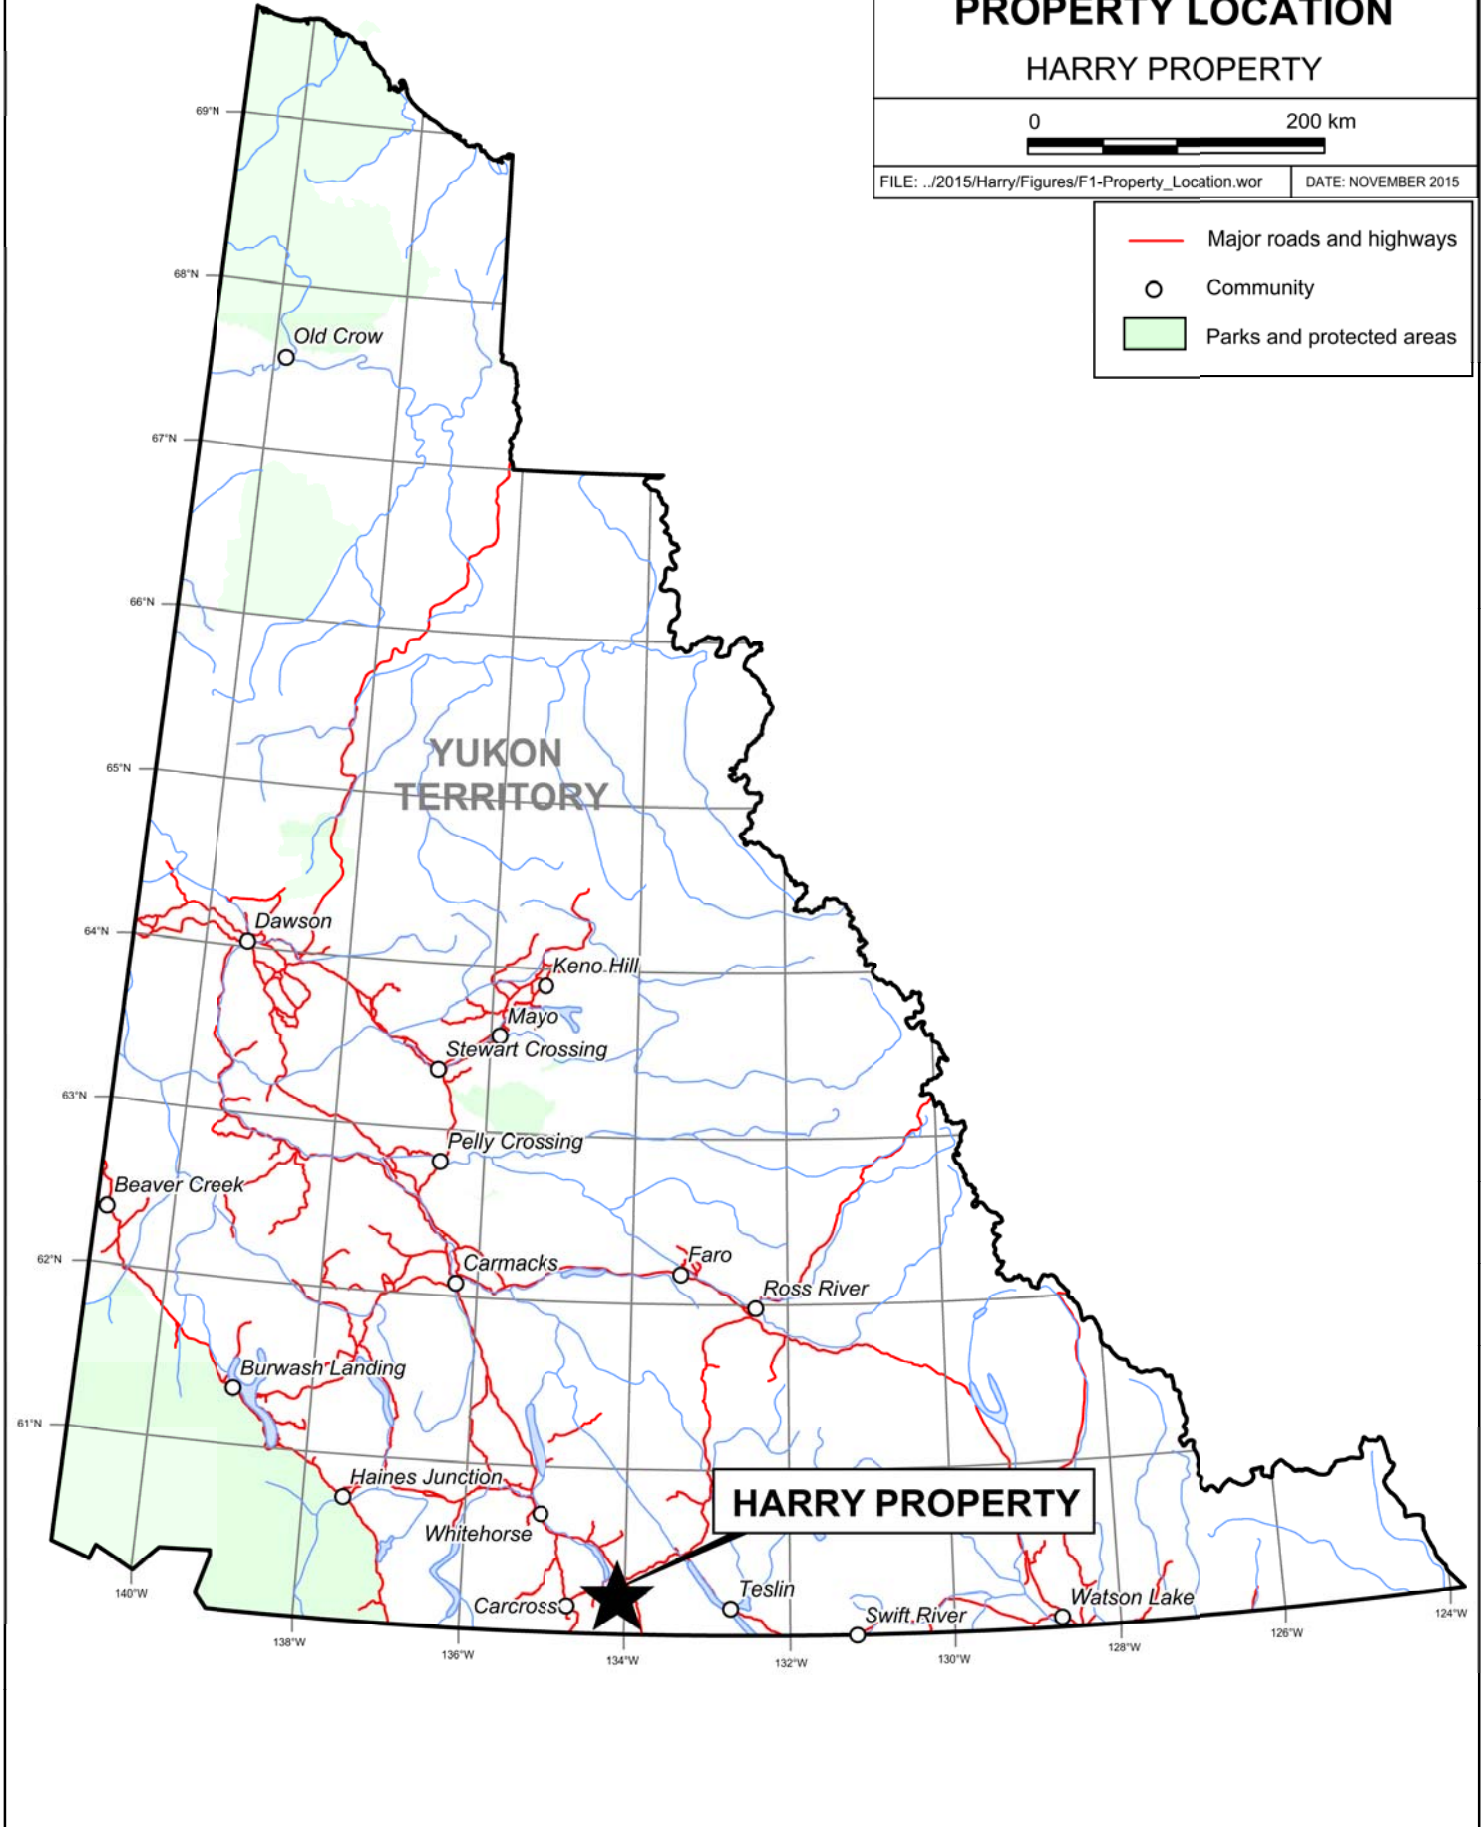 PROPERTY LOCATION
HARRY PROPERTY
0 200 km
FILE: ../2015/Harry/Figures/F1-Property_Location.wor DATE: NOVEMBER 2015
Major roads and highways
Community
Parks and protected areas
69°N
68°N
Old Crow
67°N
66°N
YUKON
65°N
TERRITORY
Dawson
64°N
Keno Hill
Mayo
Stewart Crossing
63°N
Pelly Crossing
Beaver Creek
62°N
Carmacks
Faro
Ross River
Burwash Landing
61°N
Haines Junction
HARRY PROPERTY
Whitehorse
140°W
Carcross
Teslin
Swift River
Watson Lake
124°W
138°W
136°W
134°W
132°W
130°W
128°W
126°W